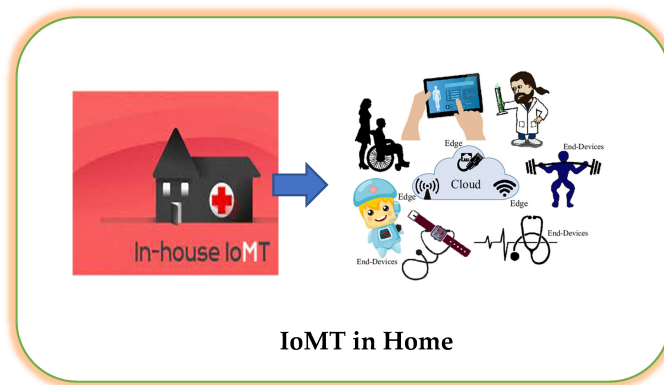 In-house IoMT
Edge
End-Devices
Cloud
Edge
Edge
End-Devices
End-Devices
IoMT in Home